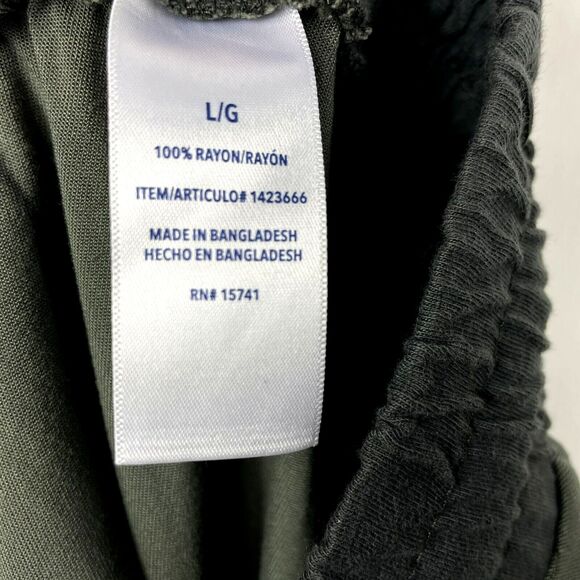 L/G
100% RAYON/RAYÓN
ITEM/ARTICULO# 1423666
MADE IN BANGLADESH
HECHO EN BANGLADESH
RN# 15741